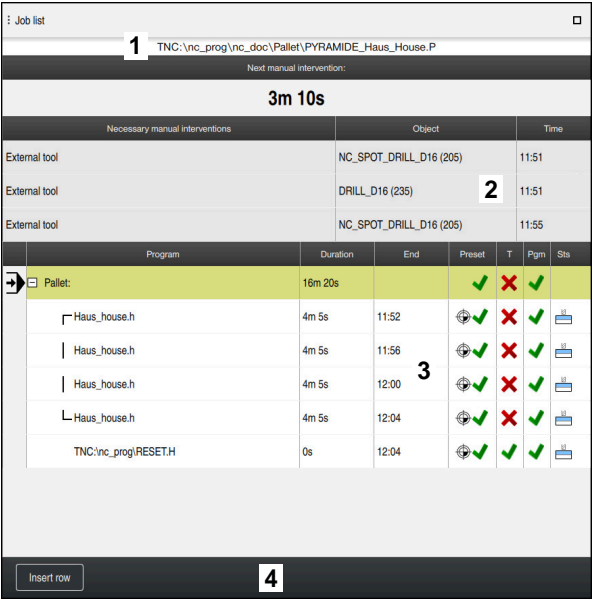 Job list
1 TNC:\nc_prog\nc_doc\Pallet\PYRAMIDE_Haus_House.P
Next manual intervention:
3m 10s
Necessary manual interventions Object Time
External tool NC_SPOT_DRILL_D16 (205) 11:51
External tool DRILL_D16 (235) 2 11:51
External tool NC_SPOT_DRILL_D16 (205) 11:55
Program Duration End Preset T Pgm Sts
Pallet: 16m 20s
Haus_house.h 4m 5s 11:52
Haus_house.h 4m 5s 11:56
3
Haus_house.h 4m 5s 12:00
Haus_house.h 4m 5s 12:04
TNC:\nc_prog\RESET.H 0s 12:04
Insert row 4